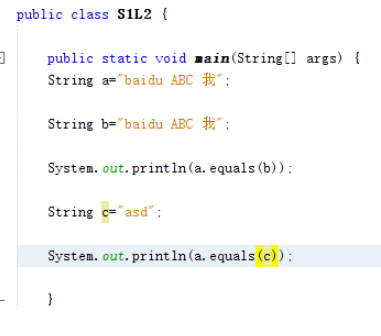 public class S1L2 {
public static void main(String[] args) {
String a="baidu ABC 我";
String b="baidu ABC 我";
System.out.println(a.equals(b));
String c="asd";
System.out.println(a.equals(c));
}